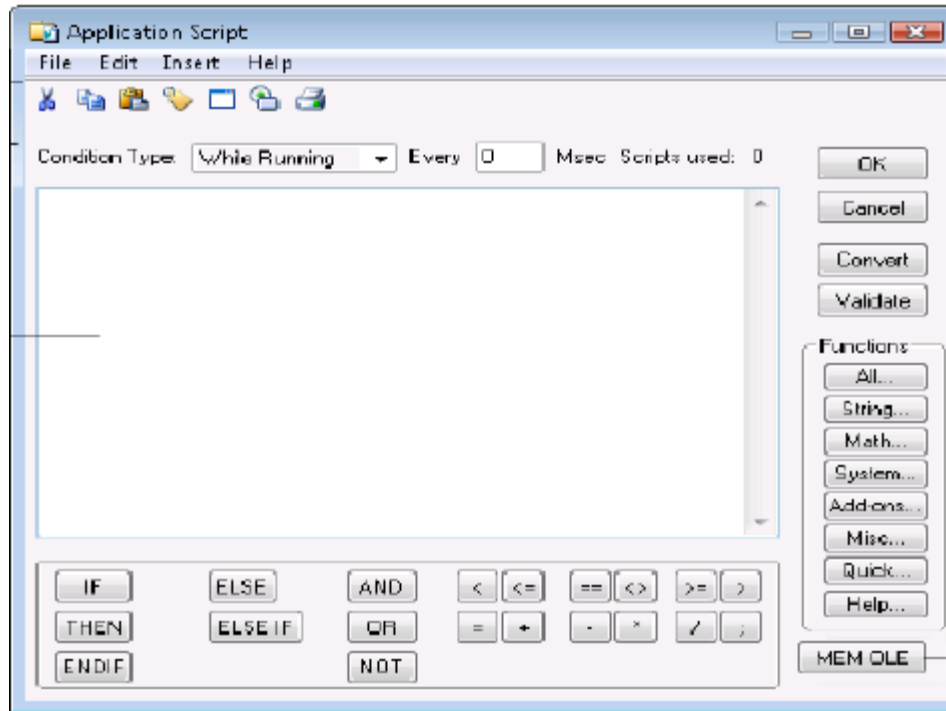 Application Script
File Edit Insert Help
Condition Type: While Running Every 0 Msec Scripts used: 0
OK
Cancel
Convert
Validate
Functions
All...
String...
Math...
System...
Add-ons...
Misc...
Quick...
Help...
MEM OLE
IF ELSE AND < <= == <> >= >
THEN ELSE IF OR = + - * / ;
ENDIF NOT